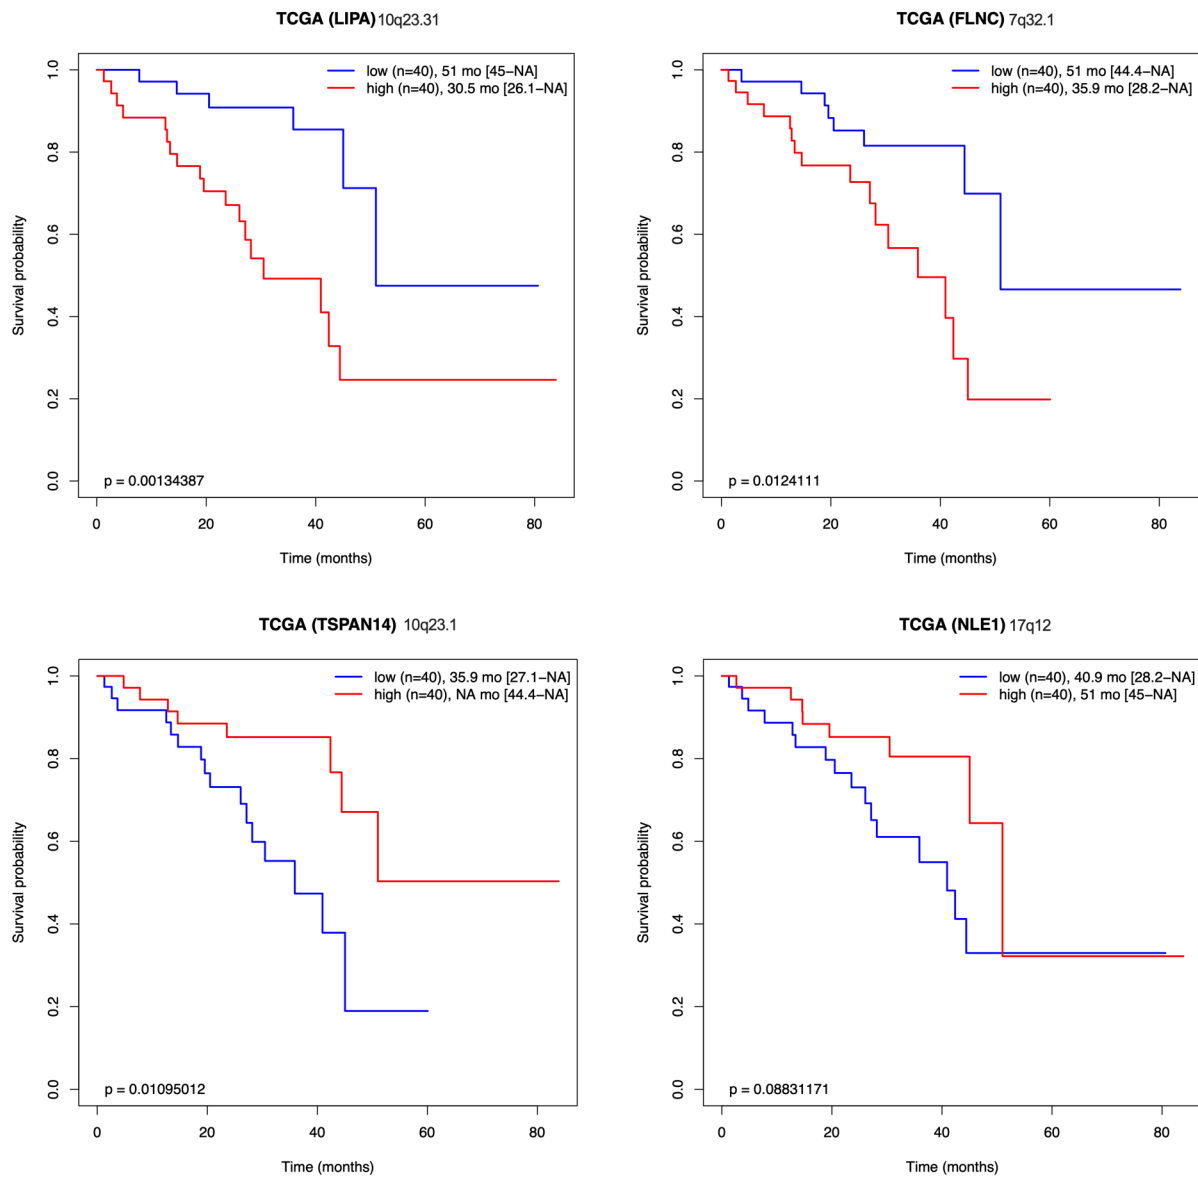 TCGA (LIPA) 10q23.31
low (n=40), 51 mo [45−NA]
high (n=40), 30.5 mo [26.1−NA]
Survival probability
1.0
0.8
0.6
0.4
0.2
0.0
p = 0.00134387
0 20 40 60 80
Time (months)
TCGA (FLNC) 7q32.1
low (n=40), 51 mo [44.4−NA]
high (n=40), 35.9 mo [28.2−NA]
Survival probability
1.0
0.8
0.6
0.4
0.2
0.0
p = 0.0124111
0 20 40 60 80
Time (months)
TCGA (TSPAN14) 10q23.1
low (n=40), 35.9 mo [27.1−NA]
high (n=40), NA mo [44.4−NA]
Survival probability
1.0
0.8
0.6
0.4
0.2
0.0
p = 0.01095012
0 20 40 60 80
Time (months)
TCGA (NLE1) 17q12
low (n=40), 40.9 mo [28.2−NA]
high (n=40), 51 mo [45−NA]
Survival probability
1.0
0.8
0.6
0.4
0.2
0.0
p = 0.08831171
0 20 40 60 80
Time (months)